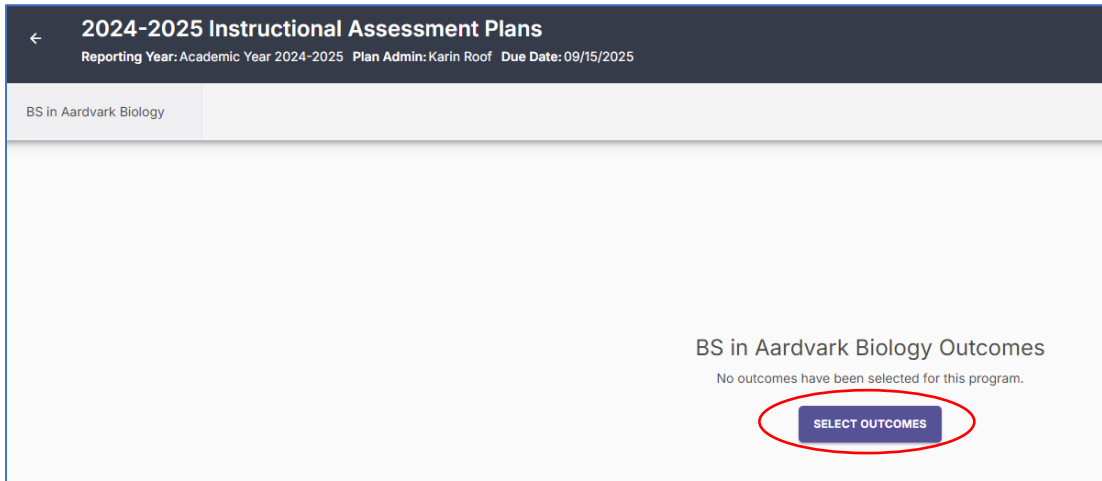 2024-2025 Instructional Assessment Plans
Reporting Year: Academic Year 2024-2025 Plan Admin: Karin Roof Due Date: 09/15/2025
BS in Aardvark Biology
BS in Aardvark Biology Outcomes
No outcomes have been selected for this program.
SELECT OUTCOMES